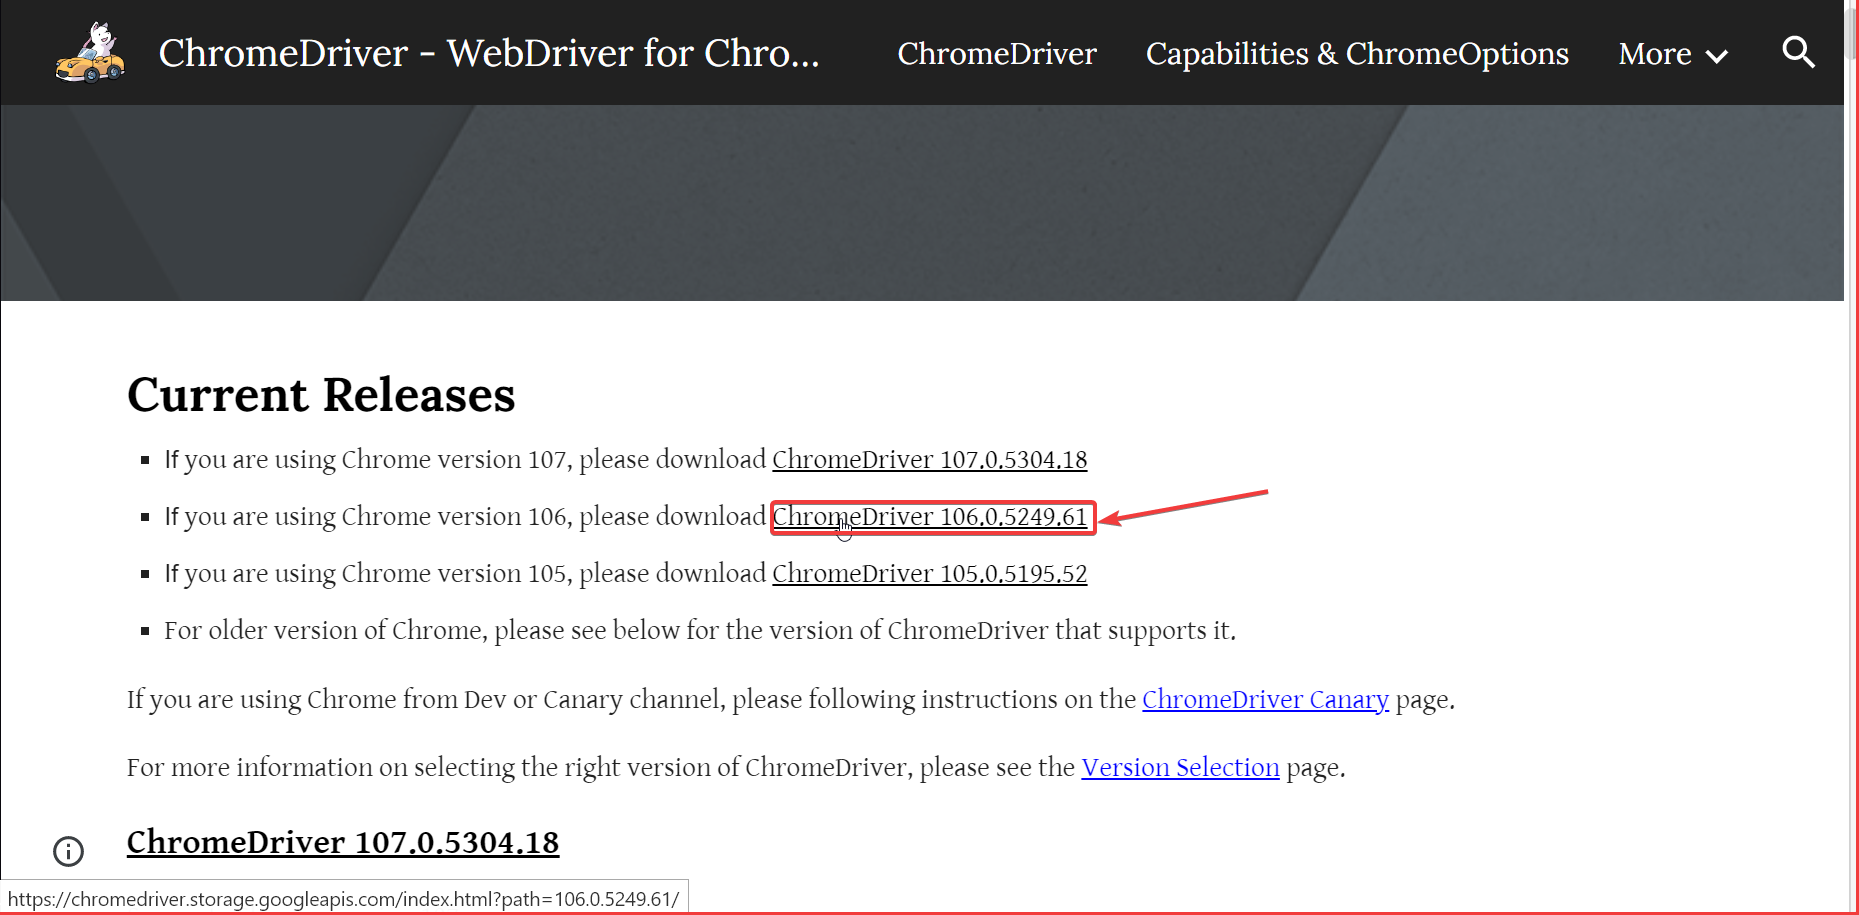 ChromeDriver - WebDriver for Chro... ChromeDriver Capabilities & ChromeOptions More
Current Releases
If you are using Chrome version 107, please download ChromeDriver 107.0.5304.18
If you are using Chrome version 106, please download ChromeDriver 106.0.5249.61
If you are using Chrome version 105, please download ChromeDriver 105.0.5195.52
For older version of Chrome, please see below for the version of ChromeDriver that supports it.
If you are using Chrome from Dev or Canary channel, please following instructions on the ChromeDriver Canary page.
For more information on selecting the right version of ChromeDriver, please see the Version Selection page.
ChromeDriver 107.0.5304.18
https://chromedriver.storage.googleapis.com/index.html?path=106.0.5249.61/